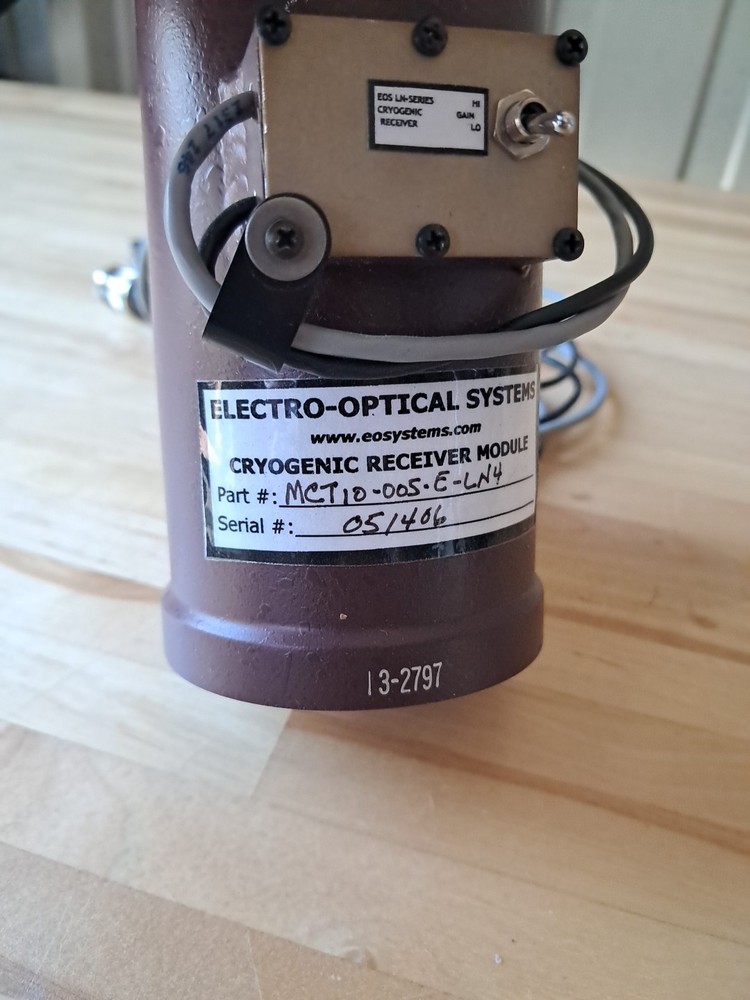 EOS LN-SERIES HI
CRYOGENIC GAIN
RECEIVER LO
ELECTRO-OPTICAL SYSTEMS
www.eosystems.com
CRYOGENIC RECEIVER MODULE
Part #: MCT10-005-E-LN4
Serial #: 051406
13-2797